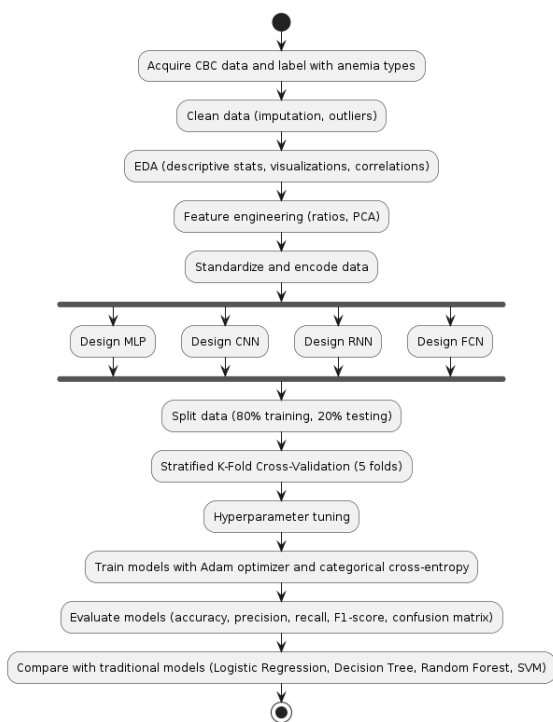 Acquire CBC data and label with anemia types
Clean data (imputation, outliers)
EDA (descriptive stats, visualizations, correlations)
Feature engineering (ratios, PCA)
Standardize and encode data
Design MLP
Design CNN
Design RNN
Design FCN
Split data (80% training, 20% testing)
Stratified K-Fold Cross-Validation (5 folds)
Hyperparameter tuning
Train models with Adam optimizer and categorical cross-entropy
Evaluate models (accuracy, precision, recall, F1-score, confusion matrix)
Compare with traditional models (Logistic Regression, Decision Tree, Random Forest, SVM)